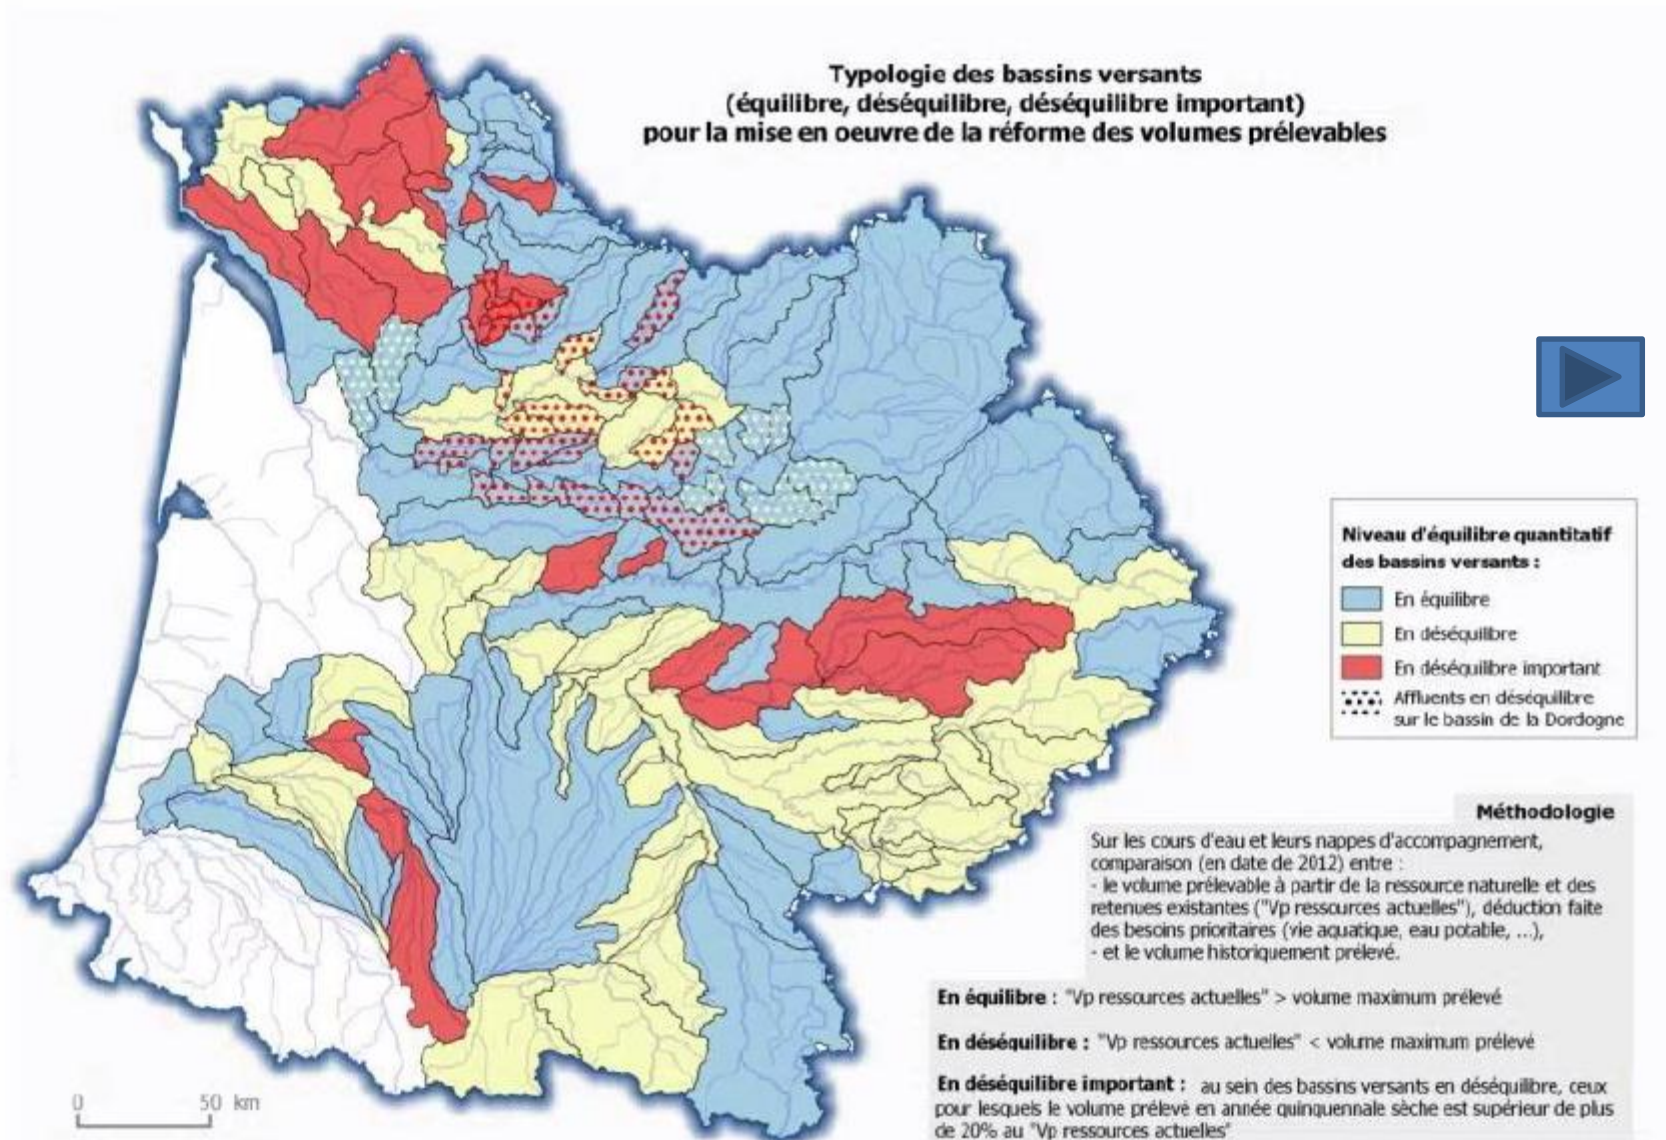 Typologie des bassins versants
(équilibre, déséquilibre, déséquilibre important)
pour la mise en oeuvre de la réforme des volumes prélevables
Niveau d'équilibre quantitatif
des bassins versants :
En équilibre
En déséquilibre
En déséquilibre important
Affluents en déséquilibre
sur le bassin de la Dordogne
Méthodologie
Sur les cours d'eau et leurs nappes d'accompagnement,
comparaison (en date de 2012) entre :
- le volume prélevable à partir de la ressource naturelle et des
retenues existantes ("Vp ressources actuelles"), déduction faite
des besoins prioritaires (vie aquatique, eau potable, ...),
- et le volume historiquement prélevé.
En équilibre : "Vp ressources actuelles" > volume maximum prélevé
En déséquilibre : "Vp ressources actuelles" < volume maximum prélevé
En déséquilibre important : au sein des bassins versants en déséquilibre, ceux
pour lesquels le volume prélevé en année quinquennale sèche est supérieur de plus
de 20% au "Vp ressources actuelles"
0 50 km